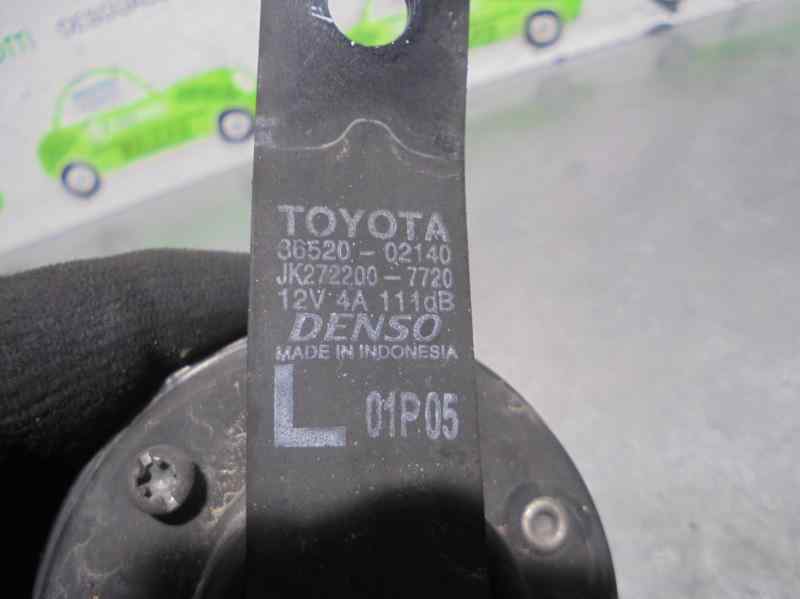 TOYOTA
86520-02140
JK272200-7720
12V 4A 111dB
DENSO
MADE IN INDONESIA
L 01P05